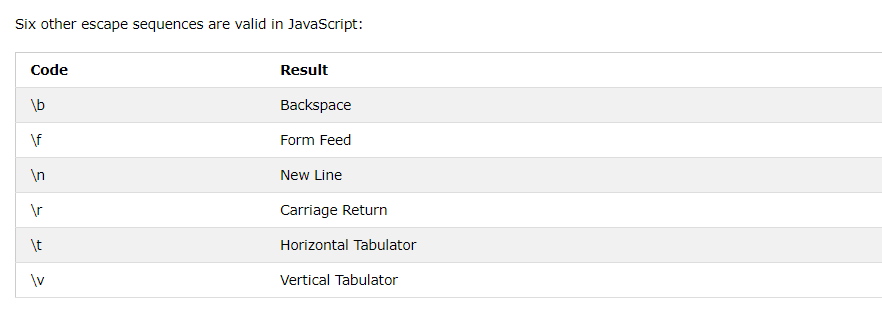 Six other escape sequences are valid in JavaScript:
Code Result
\b Backspace
\f Form Feed
\n New Line
\r Carriage Return
\t Horizontal Tabulator
\v Vertical Tabulator